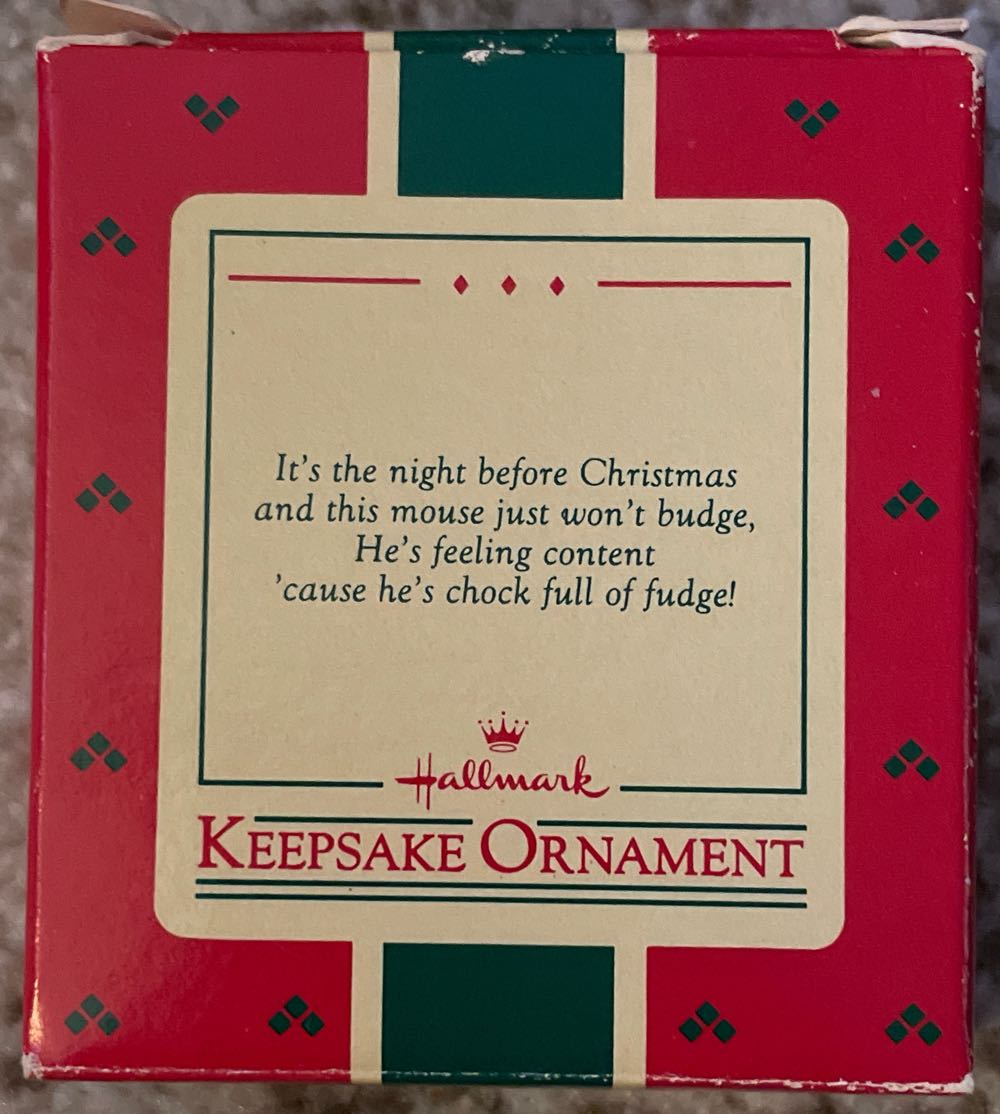 It's the night before Christmas
and this mouse just won't budge,
He's feeling content
'cause he's chock full of fudge!
Hallmark
KEEPSAKE ORNAMENT